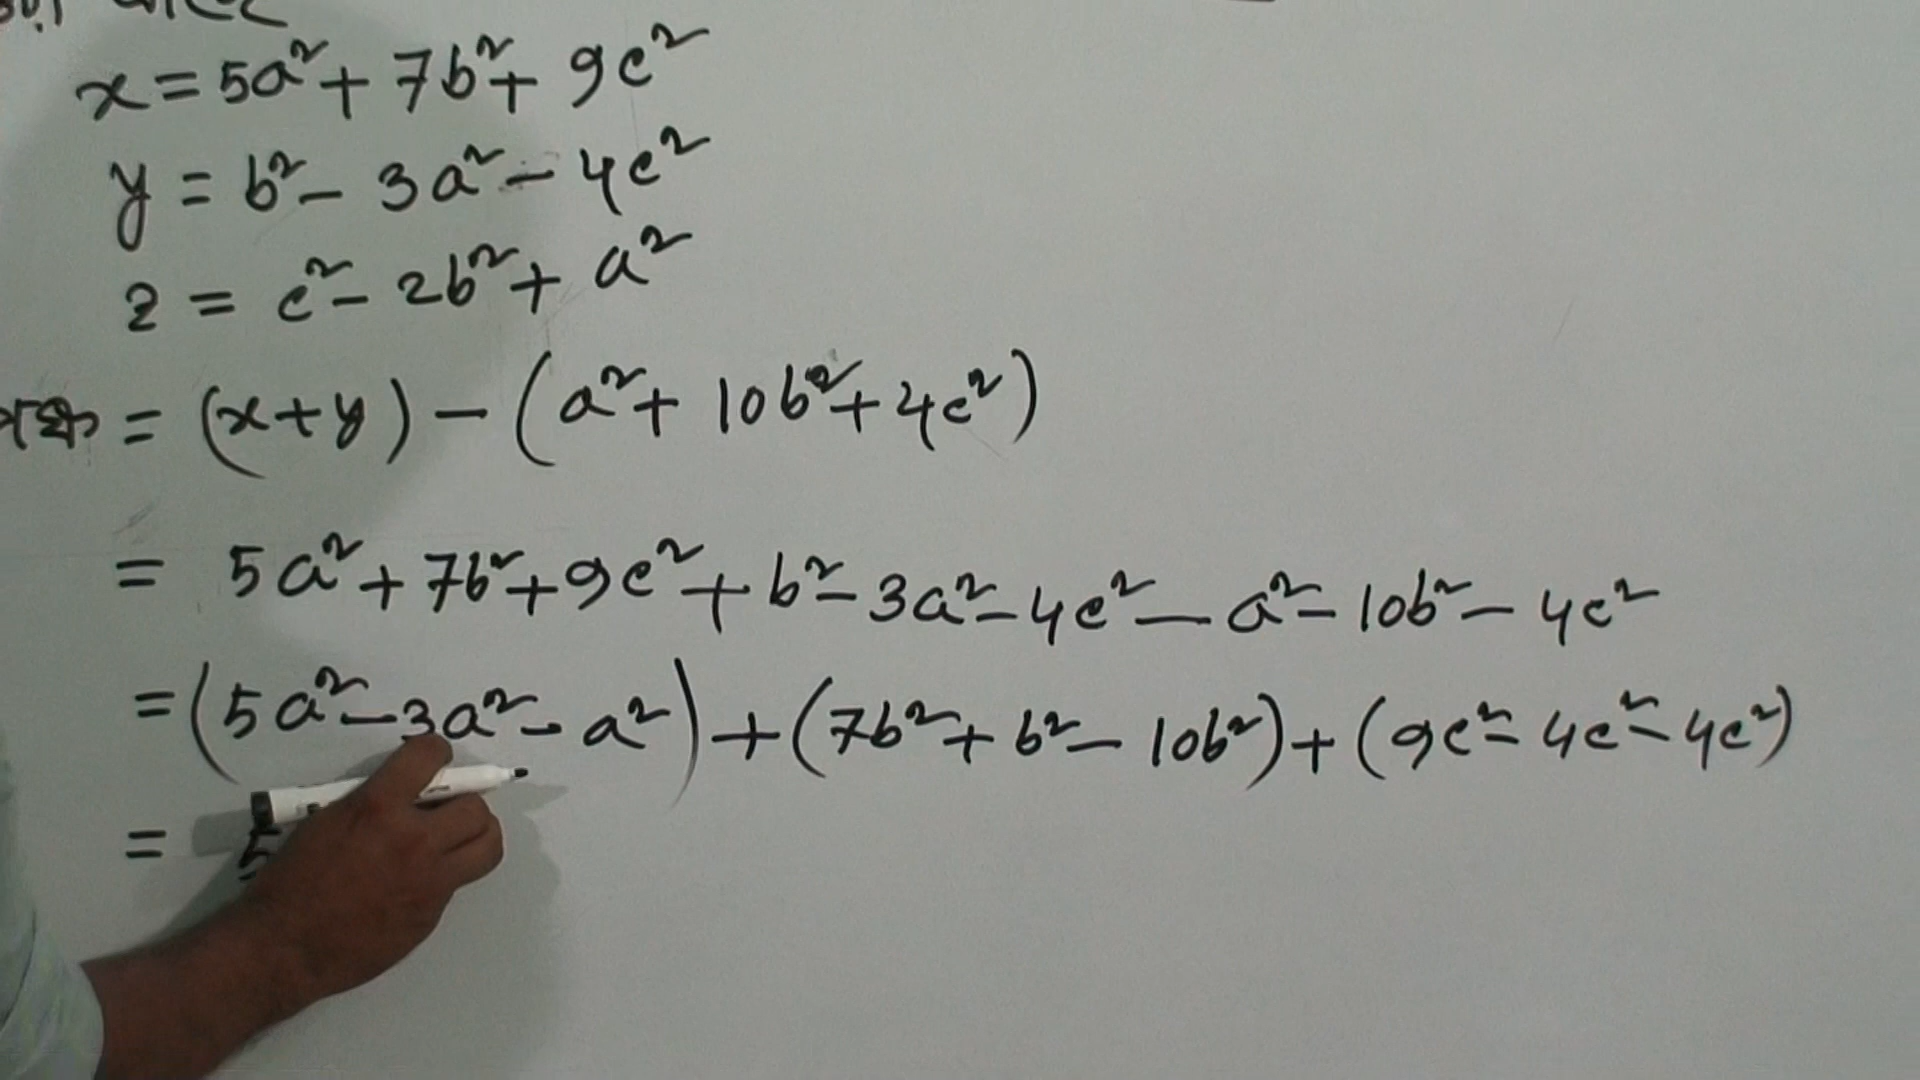 x = 5a² + 7b² + 9c²
y = b² - 3a² - 4c²
z = c² - 2b² + a²
= (x+y) - (a² + 10b² + 4c²)
= 5a² + 7b² + 9c² + b² - 3a² - 4c² - a² - 10b² - 4c²
= (5a² - 3a² - a²) + (7b² + b² - 10b²) + (9c² - 4c² - 4c²)
= 5